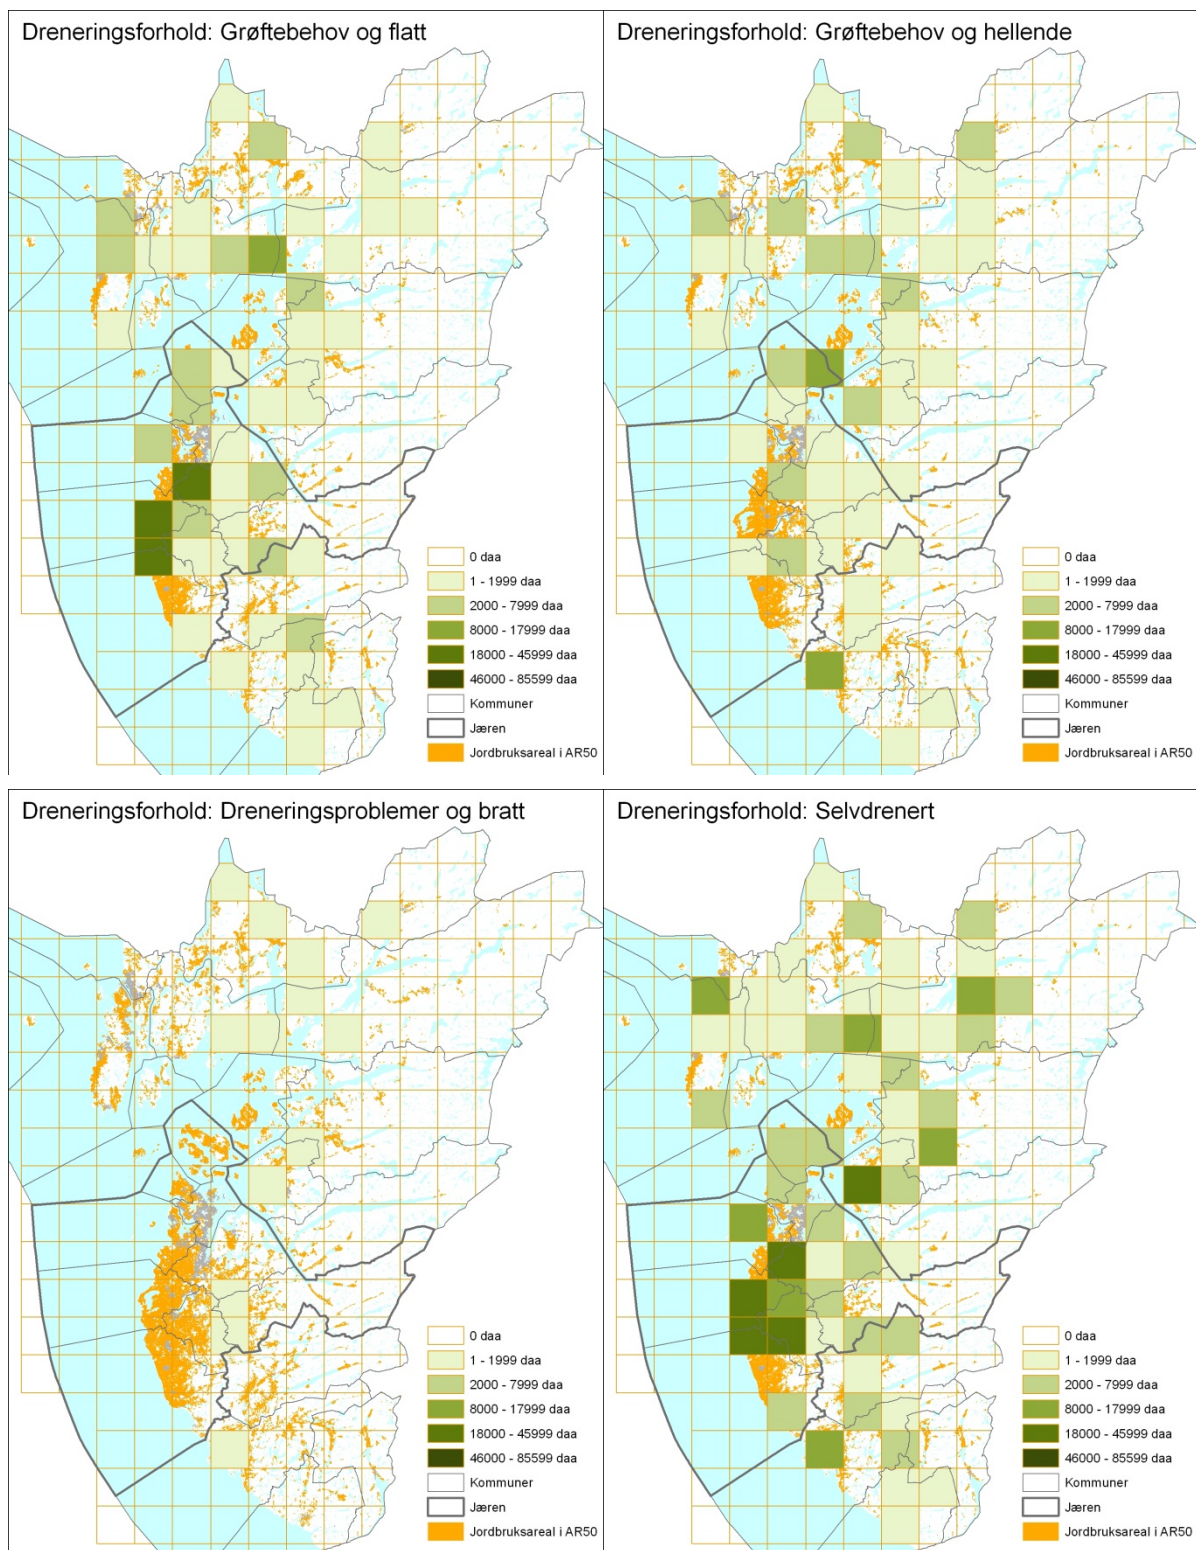 Dreneringsforhold: Grøftebehov og flatt
0 daa
1 - 1999 daa
2000 - 7999 daa
8000 - 17999 daa
18000 - 45999 daa
46000 - 85599 daa
Kommuner
Jæren
Jordbruksareal i AR50
Dreneringsforhold: Grøftebehov og hellende
0 daa
1 - 1999 daa
2000 - 7999 daa
8000 - 17999 daa
18000 - 45999 daa
46000 - 85599 daa
Kommuner
Jæren
Jordbruksareal i AR50
Dreneringsforhold: Dreneringsproblemer og bratt
0 daa
1 - 1999 daa
2000 - 7999 daa
8000 - 17999 daa
18000 - 45999 daa
46000 - 85599 daa
Kommuner
Jæren
Jordbruksareal i AR50
Dreneringsforhold: Selvdrenert
0 daa
1 - 1999 daa
2000 - 7999 daa
8000 - 17999 daa
18000 - 45999 daa
46000 - 85599 daa
Kommuner
Jæren
Jordbruksareal i AR50